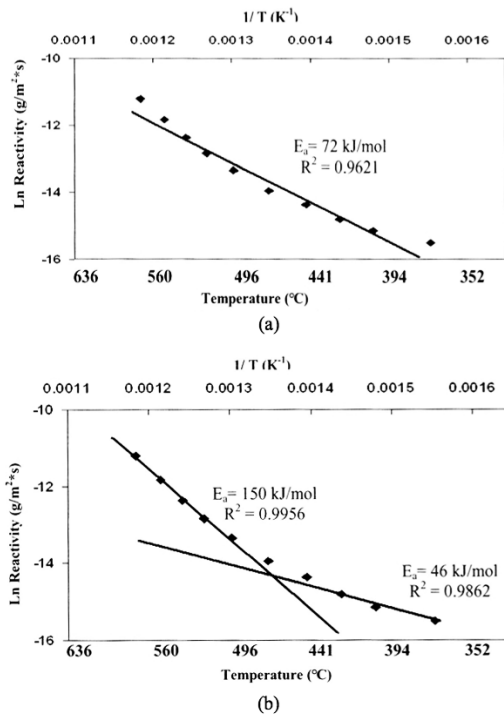 1/ T (K-1)
0.0011 0.0012 0.0013 0.0014 0.0015 0.0016
-10
-12
-14
-16
Ln Reactivity (g/m2*s)
Ea= 72 kJ/mol
R2 = 0.9621
636 560 496 441 394 352
Temperature (°C)
(a)
1/ T (K-1)
0.0011 0.0012 0.0013 0.0014 0.0015 0.0016
-10
-12
-14
-16
Ln Reactivity (g/m2*s)
Ea= 150 kJ/mol
R2 = 0.9956
Ea= 46 kJ/mol
R2 = 0.9862
636 560 496 441 394 352
Temperature (°C)
(b)